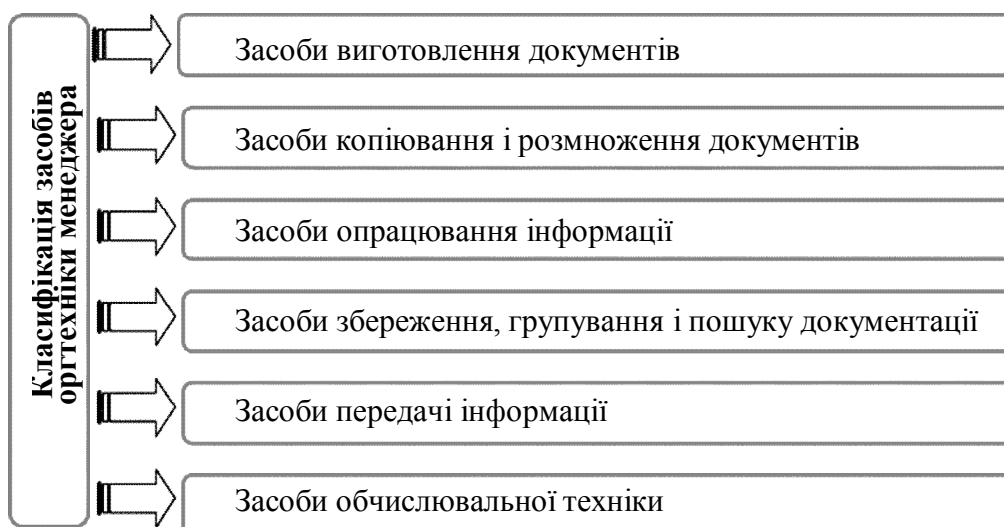 Класифікація засобів
оргтехніки менеджера
Засоби виготовлення документів
Засоби копіювання і розмноження документів
Засоби опрацювання інформації
Засоби збереження, групування і пошуку документації
Засоби передачі інформації
Засоби обчислювальної техніки